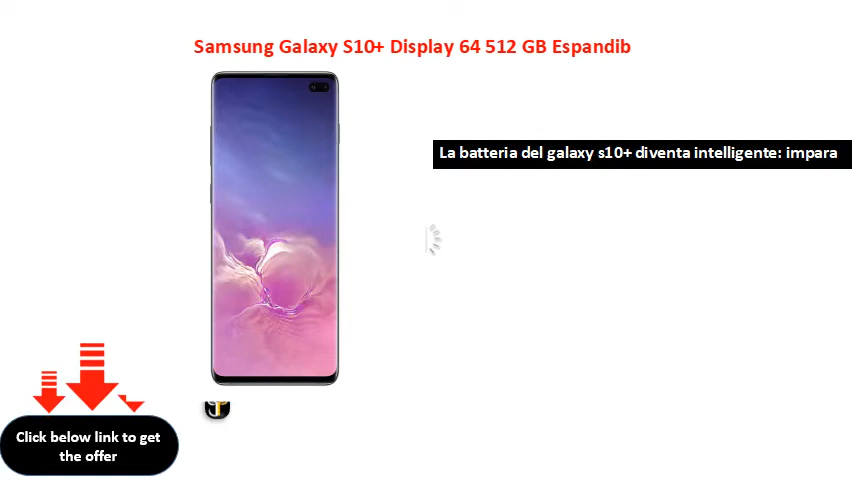 Samsung Galaxy S10+ Display 64 512 GB Espandib
La batteria del galaxy s10+ diventa intelligente: impara
Click below link to get
the offer